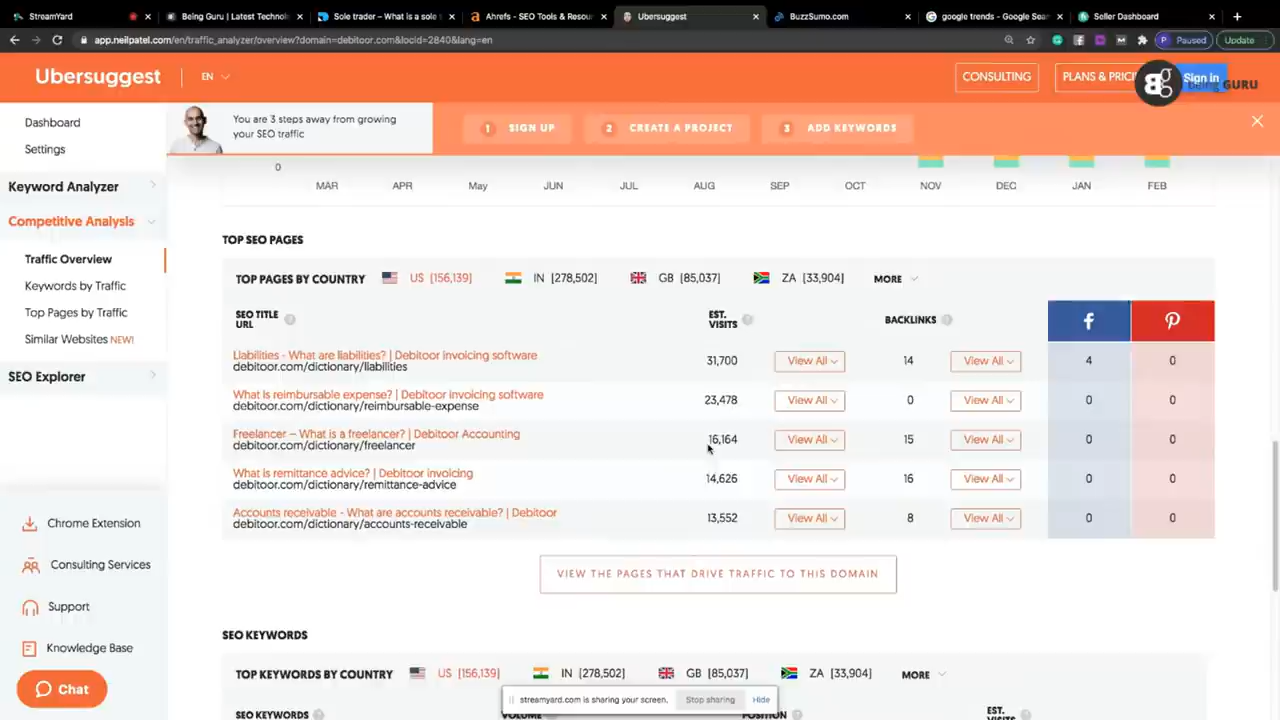 StreamYard
Being Guru | Latest Technol
Sole trader – What is a sole
Ahrefs - SEO Tools & Resou
Ubersuggest
BuzzSumo.com
google trends - Google Sear
Seller Dashboard
app.neilpatel.com/en/traffic_analyzer/overview?domain=debitoor.com&locId=2840&lang=en
Paused
Update
Ubersuggest
EN
CONSULTING
PLANS & PRICI
Sign in
being GURU
Dashboard
Settings
Keyword Analyzer
Competitive Analysis
Traffic Overview
Keywords by Traffic
Top Pages by Traffic
Similar Websites NEW!
SEO Explorer
Chrome Extension
Consulting Services
Support
Knowledge Base
Chat
You are 3 steps away from growing
your SEO traffic
1 SIGN UP
2 CREATE A PROJECT
3 ADD KEYWORDS
0
MAR APR May JUN JUL AUG SEP OCT NOV DEC JAN FEB
TOP SEO PAGES
TOP PAGES BY COUNTRY US [156,139] IN [278,502] GB [85,037] ZA [33,904] MORE
SEO TITLE
URL
EST.
VISITS
BACKLINKS
Liabilities - What are liabilities? | Debitoor invoicing software
debitoor.com/dictionary/liabilities
31,700 View All 14 View All 4 0
What is reimbursable expense? | Debitoor invoicing software
debitoor.com/dictionary/reimbursable-expense
23,478 View All 0 View All 0 0
Freelancer – What is a freelancer? | Debitoor Accounting
debitoor.com/dictionary/freelancer
16,164 View All 15 View All 0 0
What is remittance advice? | Debitoor invoicing
debitoor.com/dictionary/remittance-advice
14,626 View All 16 View All 0 0
Accounts receivable - What are accounts receivable? | Debitoor
debitoor.com/dictionary/accounts-receivable
13,552 View All 8 View All 0 0
VIEW THE PAGES THAT DRIVE TRAFFIC TO THIS DOMAIN
SEO KEYWORDS
TOP KEYWORDS BY COUNTRY US [156,139] IN [278,502] GB [85,037] ZA [33,904] MORE
streamyard.com is sharing your screen. Stop sharing Hide
SEO KEYWORDS VOLUME POSITION EST.